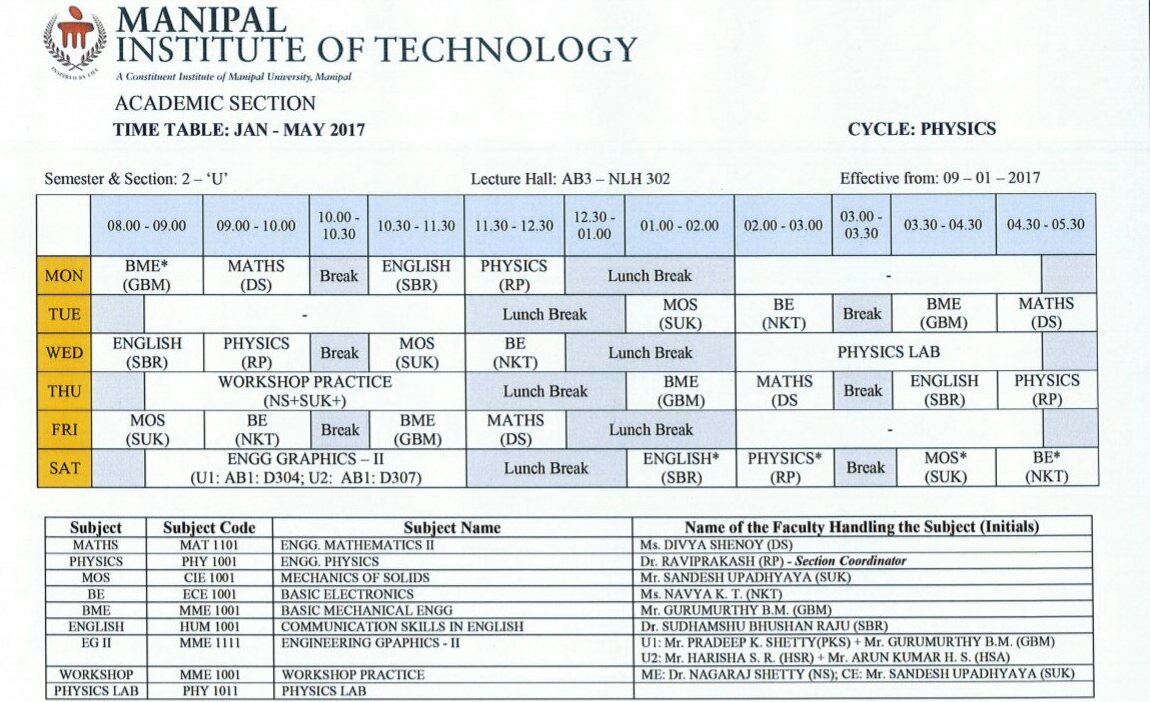 MANIPAL
INSTITUTE OF TECHNOLOGY
INSPIRED BY LIFE
A Constituent Institute of Manipal University, Manipal
ACADEMIC SECTION
TIME TABLE: JAN - MAY 2017 CYCLE: PHYSICS
Semester & Section: 2 – ‘U’ Lecture Hall: AB3 – NLH 302 Effective from: 09 – 01 – 2017
08.00 - 09.00 09.00 - 10.00 10.00 - 10.30 10.30 - 11.30 11.30 - 12.30 12.30 - 01.00 01.00 - 02.00 02.00 - 03.00 03.00 - 03.30 03.30 - 04.30 04.30 - 05.30
MON BME* (GBM) MATHS (DS) Break ENGLISH (SBR) PHYSICS (RP) Lunch Break -
TUE - Lunch Break MOS (SUK) BE (NKT) Break BME (GBM) MATHS (DS)
WED ENGLISH (SBR) PHYSICS (RP) Break MOS (SUK) BE (NKT) Lunch Break PHYSICS LAB
THU WORKSHOP PRACTICE (NS+SUK+) Lunch Break BME (GBM) MATHS (DS Break ENGLISH (SBR) PHYSICS (RP)
FRI MOS (SUK) BE (NKT) Break BME (GBM) MATHS (DS) Lunch Break -
SAT ENGG GRAPHICS – II (U1: AB1: D304; U2: AB1: D307) Lunch Break ENGLISH* (SBR) PHYSICS* (RP) Break MOS* (SUK) BE* (NKT)
Subject Subject Code Subject Name Name of the Faculty Handling the Subject (Initials)
MATHS MAT 1101 ENGG. MATHEMATICS II Ms. DIVYA SHENOY (DS)
PHYSICS PHY 1001 ENGG. PHYSICS Dr. RAVIPRAKASH (RP) - Section Coordinator
MOS CIE 1001 MECHANICS OF SOLIDS Mr. SANDESH UPADHYAYA (SUK)
BE ECE 1001 BASIC ELECTRONICS Ms. NAVYA K. T. (NKT)
BME MME 1001 BASIC MECHANICAL ENGG Mr. GURUMURTHY B.M. (GBM)
ENGLISH HUM 1001 COMMUNICATION SKILLS IN ENGLISH Dr. SUDHAMSHU BHUSHAN RAJU (SBR)
EG II MME 1111 ENGINEERING GPAPHICS - II U1: Mr. PRADEEP K. SHETTY(PKS) + Mr. GURUMURTHY B.M. (GBM)
U2: Mr. HARISHA S. R. (HSR) + Mr. ARUN KUMAR H. S. (HSA)
WORKSHOP MME 1001 WORKSHOP PRACTICE ME: Dr. NAGARAJ SHETTY (NS); CE: Mr. SANDESH UPADHYAYA (SUK)
PHYSICS LAB PHY 1011 PHYSICS LAB